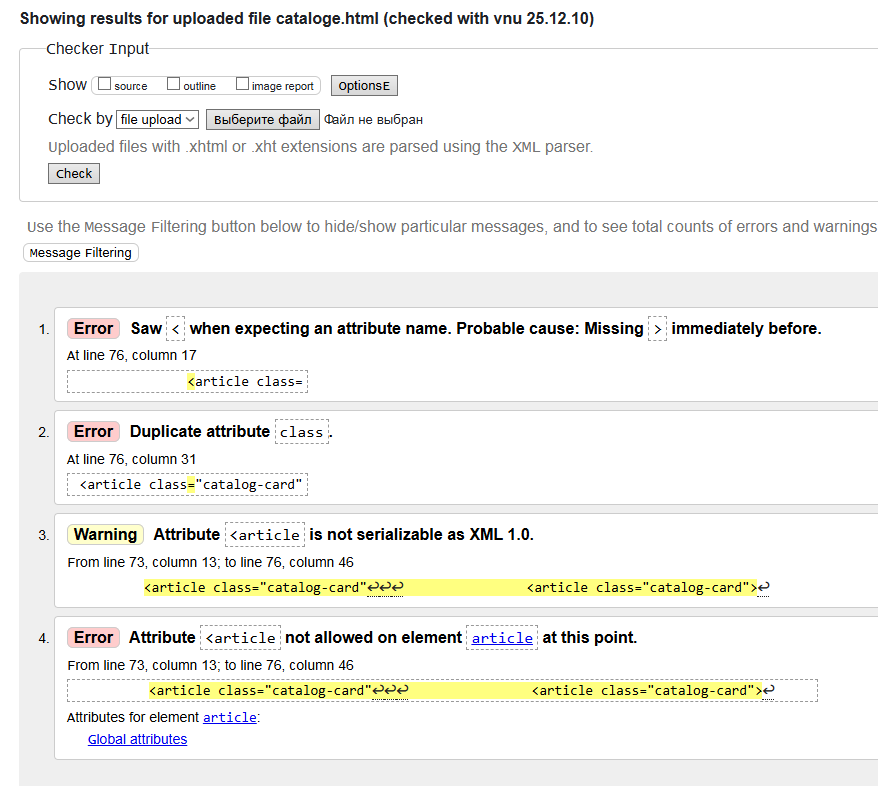 Showing results for uploaded file cataloge.html (checked with vnu 25.12.10)
Checker Input
Show source outline image report OptionsE
Check by file upload Выберите файл Файл не выбран
Uploaded files with .xhtml or .xht extensions are parsed using the XML parser.
Check
Use the Message Filtering button below to hide/show particular messages, and to see total counts of errors and warnings
Message Filtering
1. Error Saw < when expecting an attribute name. Probable cause: Missing > immediately before.
At line 76, column 17
<article class=
2. Error Duplicate attribute class.
At line 76, column 31
<article class="catalog-card"
3. Warning Attribute <article is not serializable as XML 1.0.
From line 73, column 13; to line 76, column 46
<article class="catalog-card"↩↩↩ <article class="catalog-card">↩
4. Error Attribute <article not allowed on element article at this point.
From line 73, column 13; to line 76, column 46
<article class="catalog-card"↩↩↩ <article class="catalog-card">↩
Attributes for element article:
Global attributes